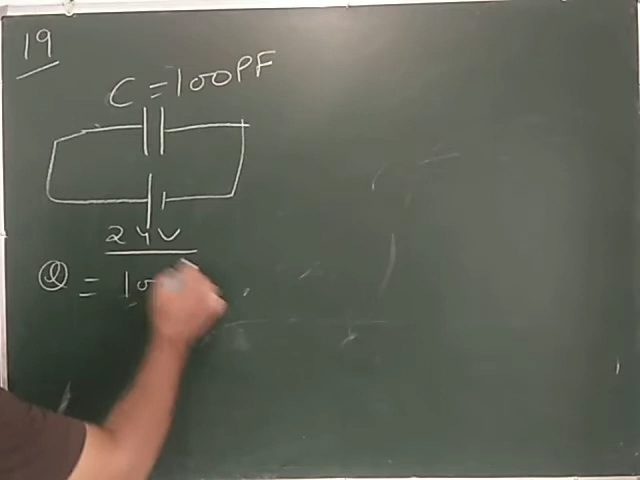 19
C = 100PF
24V
Q = 10